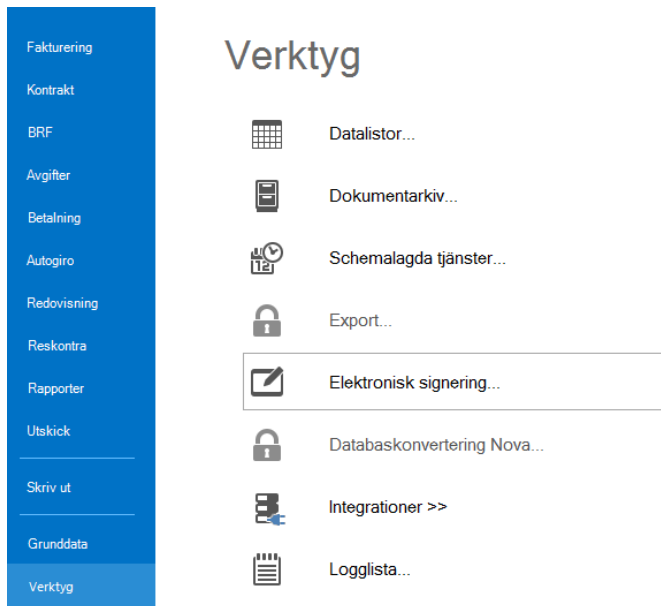 Fakturering
Kontrakt
BRF
Avgifter
Betalning
Autogiro
Redovisning
Reskontra
Rapporter
Utskick
Skriv ut
Grunddata
Verktyg
Verktyg
Datalistor...
Dokumentarkiv...
12
Schemalagda tjänster...
Export...
Elektronisk signering...
Databaskonvertering Nova...
Integrationer >>
Logglista...